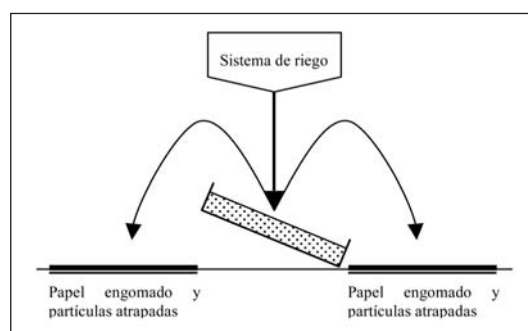 Sistema de riego
Papel engomado y
partículas atrapadas
Papel engomado y
partículas atrapadas